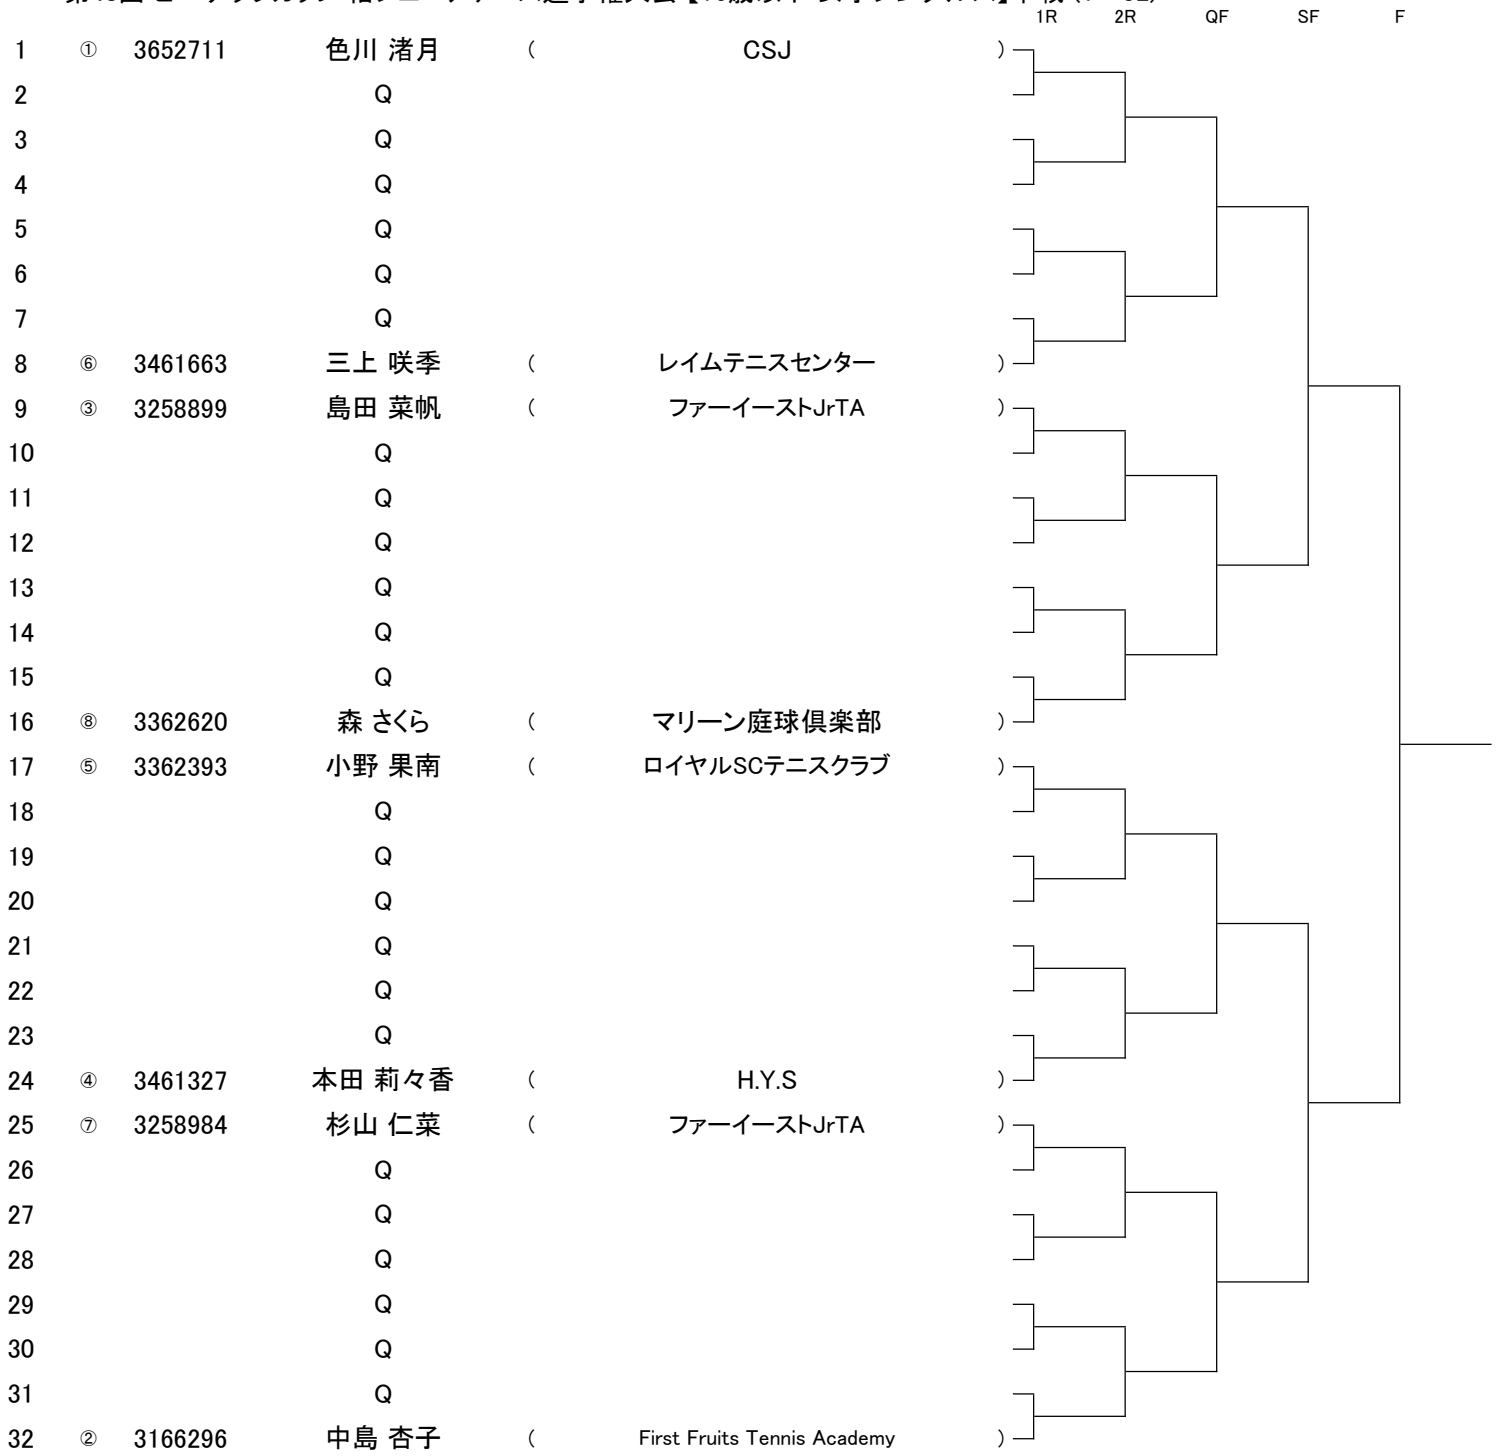 1R 2R QF SF F
1 ① 3652711 色川 渚月 ( CSJ )
2 Q
3 Q
4 Q
5 Q
6 Q
7 Q
8 ⑥ 3461663 三上 咲季 ( レイムテニスセンター )
9 ③ 3258899 島田 菜帆 ( ファーイーストJrTA )
10 Q
11 Q
12 Q
13 Q
14 Q
15 Q
16 ⑧ 3362620 森 さくら ( マリーン庭球倶楽部 )
17 ⑤ 3362393 小野 果南 ( ロイヤルSCテニスクラブ )
18 Q
19 Q
20 Q
21 Q
22 Q
23 Q
24 ④ 3461327 本田 莉々香 ( H.Y.S )
25 ⑦ 3258984 杉山 仁菜 ( ファーイーストJrTA )
26 Q
27 Q
28 Q
29 Q
30 Q
31 Q
32 ② 3166296 中島 杏子 ( First Fruits Tennis Academy )